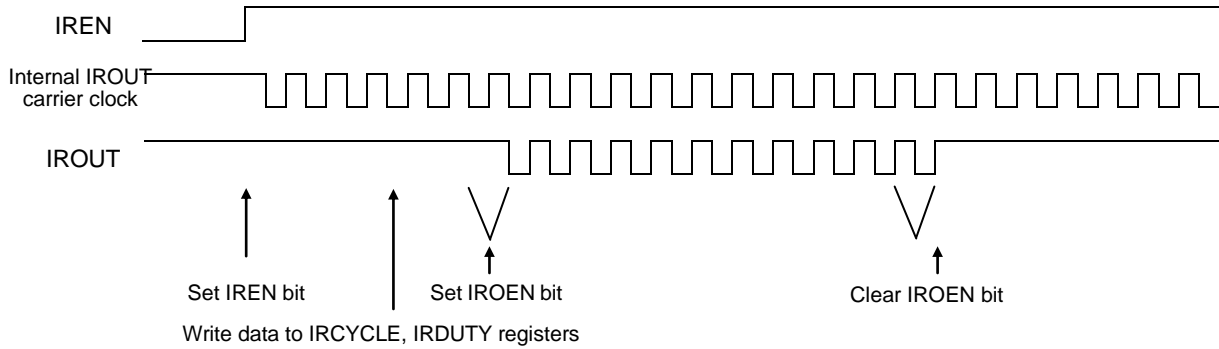 IREN
Internal IROUT
carrier clock
IROUT
Set IREN bit
Set IROEN bit
Clear IROEN bit
Write data to IRCYCLE, IRDUTY registers